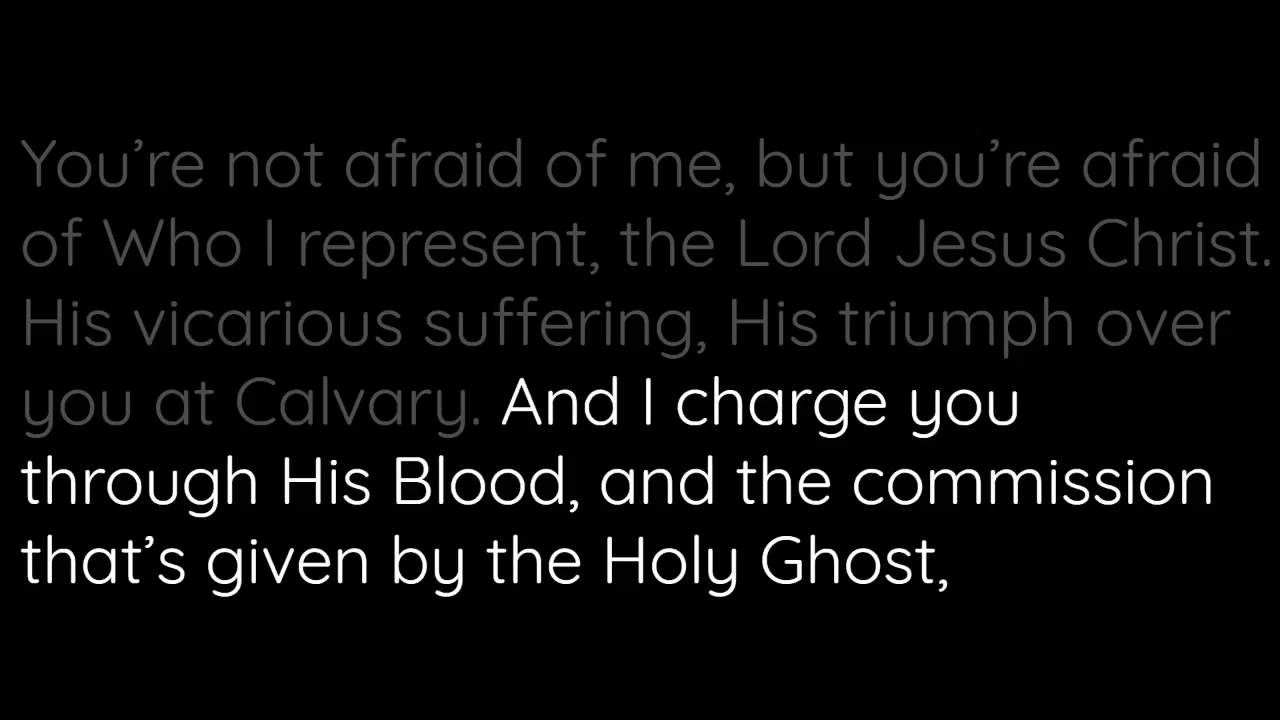 You’re not afraid of me, but you’re afraid
of Who I represent, the Lord Jesus Christ.
His vicarious suffering, His triumph over
you at Calvary. And I charge you
through His Blood, and the commission
that’s given by the Holy Ghost,